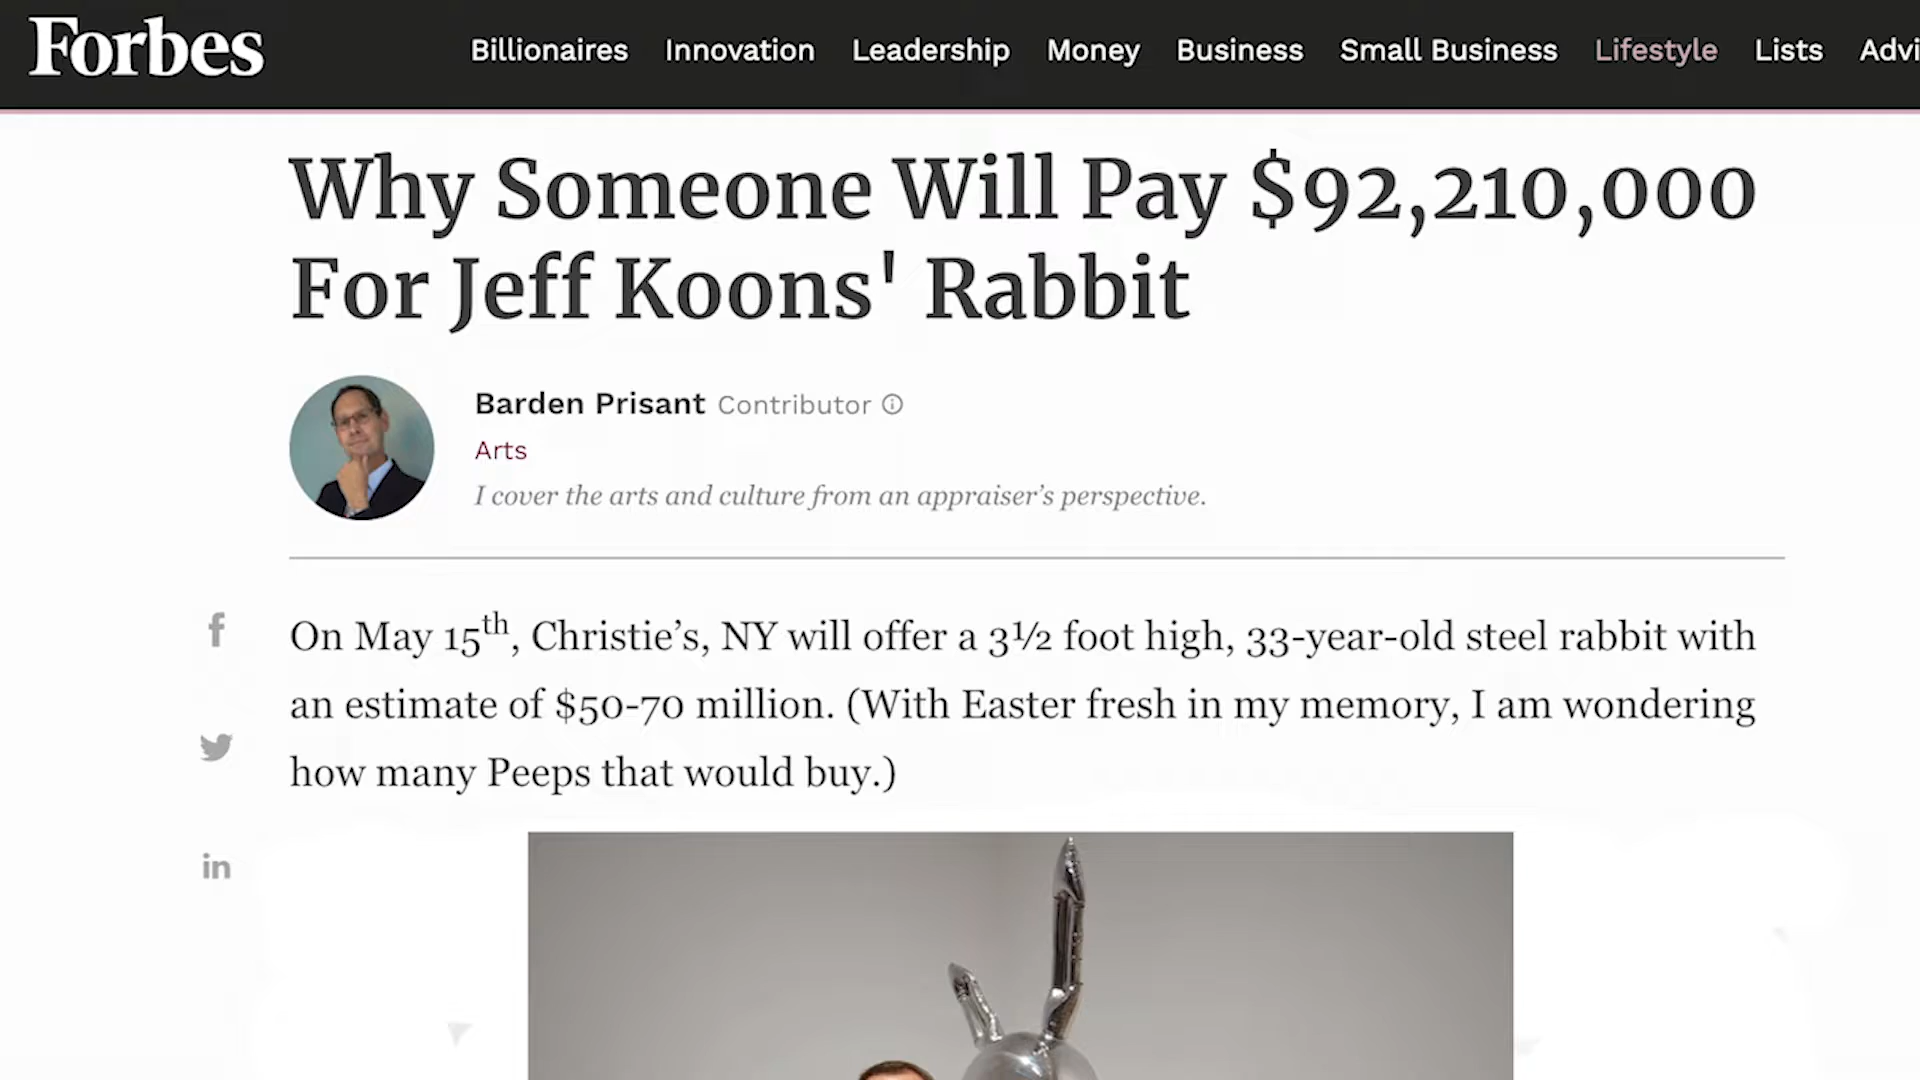 Forbes
Billionaires Innovation Leadership Money Business Small Business Lifestyle Lists Advi
Why Someone Will Pay $92,210,000
For Jeff Koons' Rabbit
Barden Prisant Contributor
Arts
I cover the arts and culture from an appraiser’s perspective.
On May 15th, Christie’s, NY will offer a 3½ foot high, 33-year-old steel rabbit with
an estimate of $50-70 million. (With Easter fresh in my memory, I am wondering
how many Peeps that would buy.)